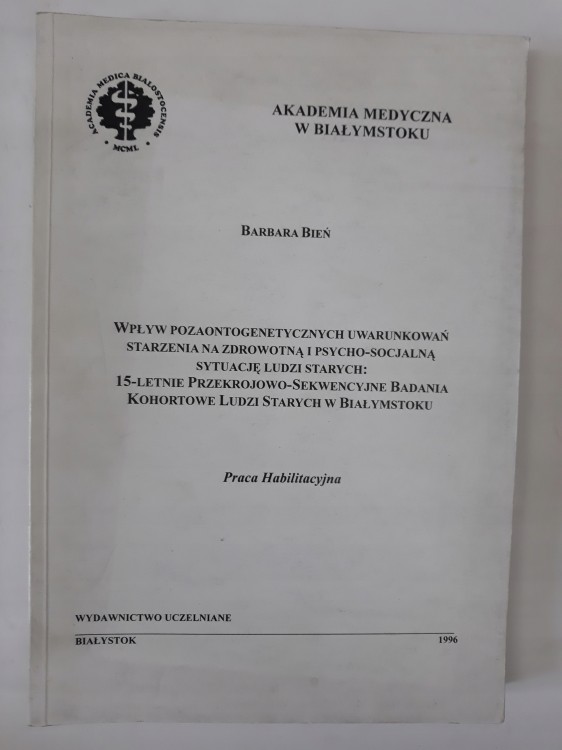 ACADEMIA MEDICA BIALOSTOCENSIS
• MCML •
AKADEMIA MEDYCZNA
W BIAŁYMSTOKU
BARBARA BIEŃ
WPŁYW POZAONTOGENETYCZNYCH UWARUNKOWAŃ
STARZENIA NA ZDROWOTNĄ I PSYCHO-SOCJALNĄ
SYTUACJĘ LUDZI STARYCH:
15-LETNIE PRZEKROJOWO-SEKWENCYJNE BADANIA
KOHORTOWE LUDZI STARYCH W BIAŁYMSTOKU
Praca Habilitacyjna
WYDAWNICTWO UCZELNIANE
BIAŁYSTOK 1996